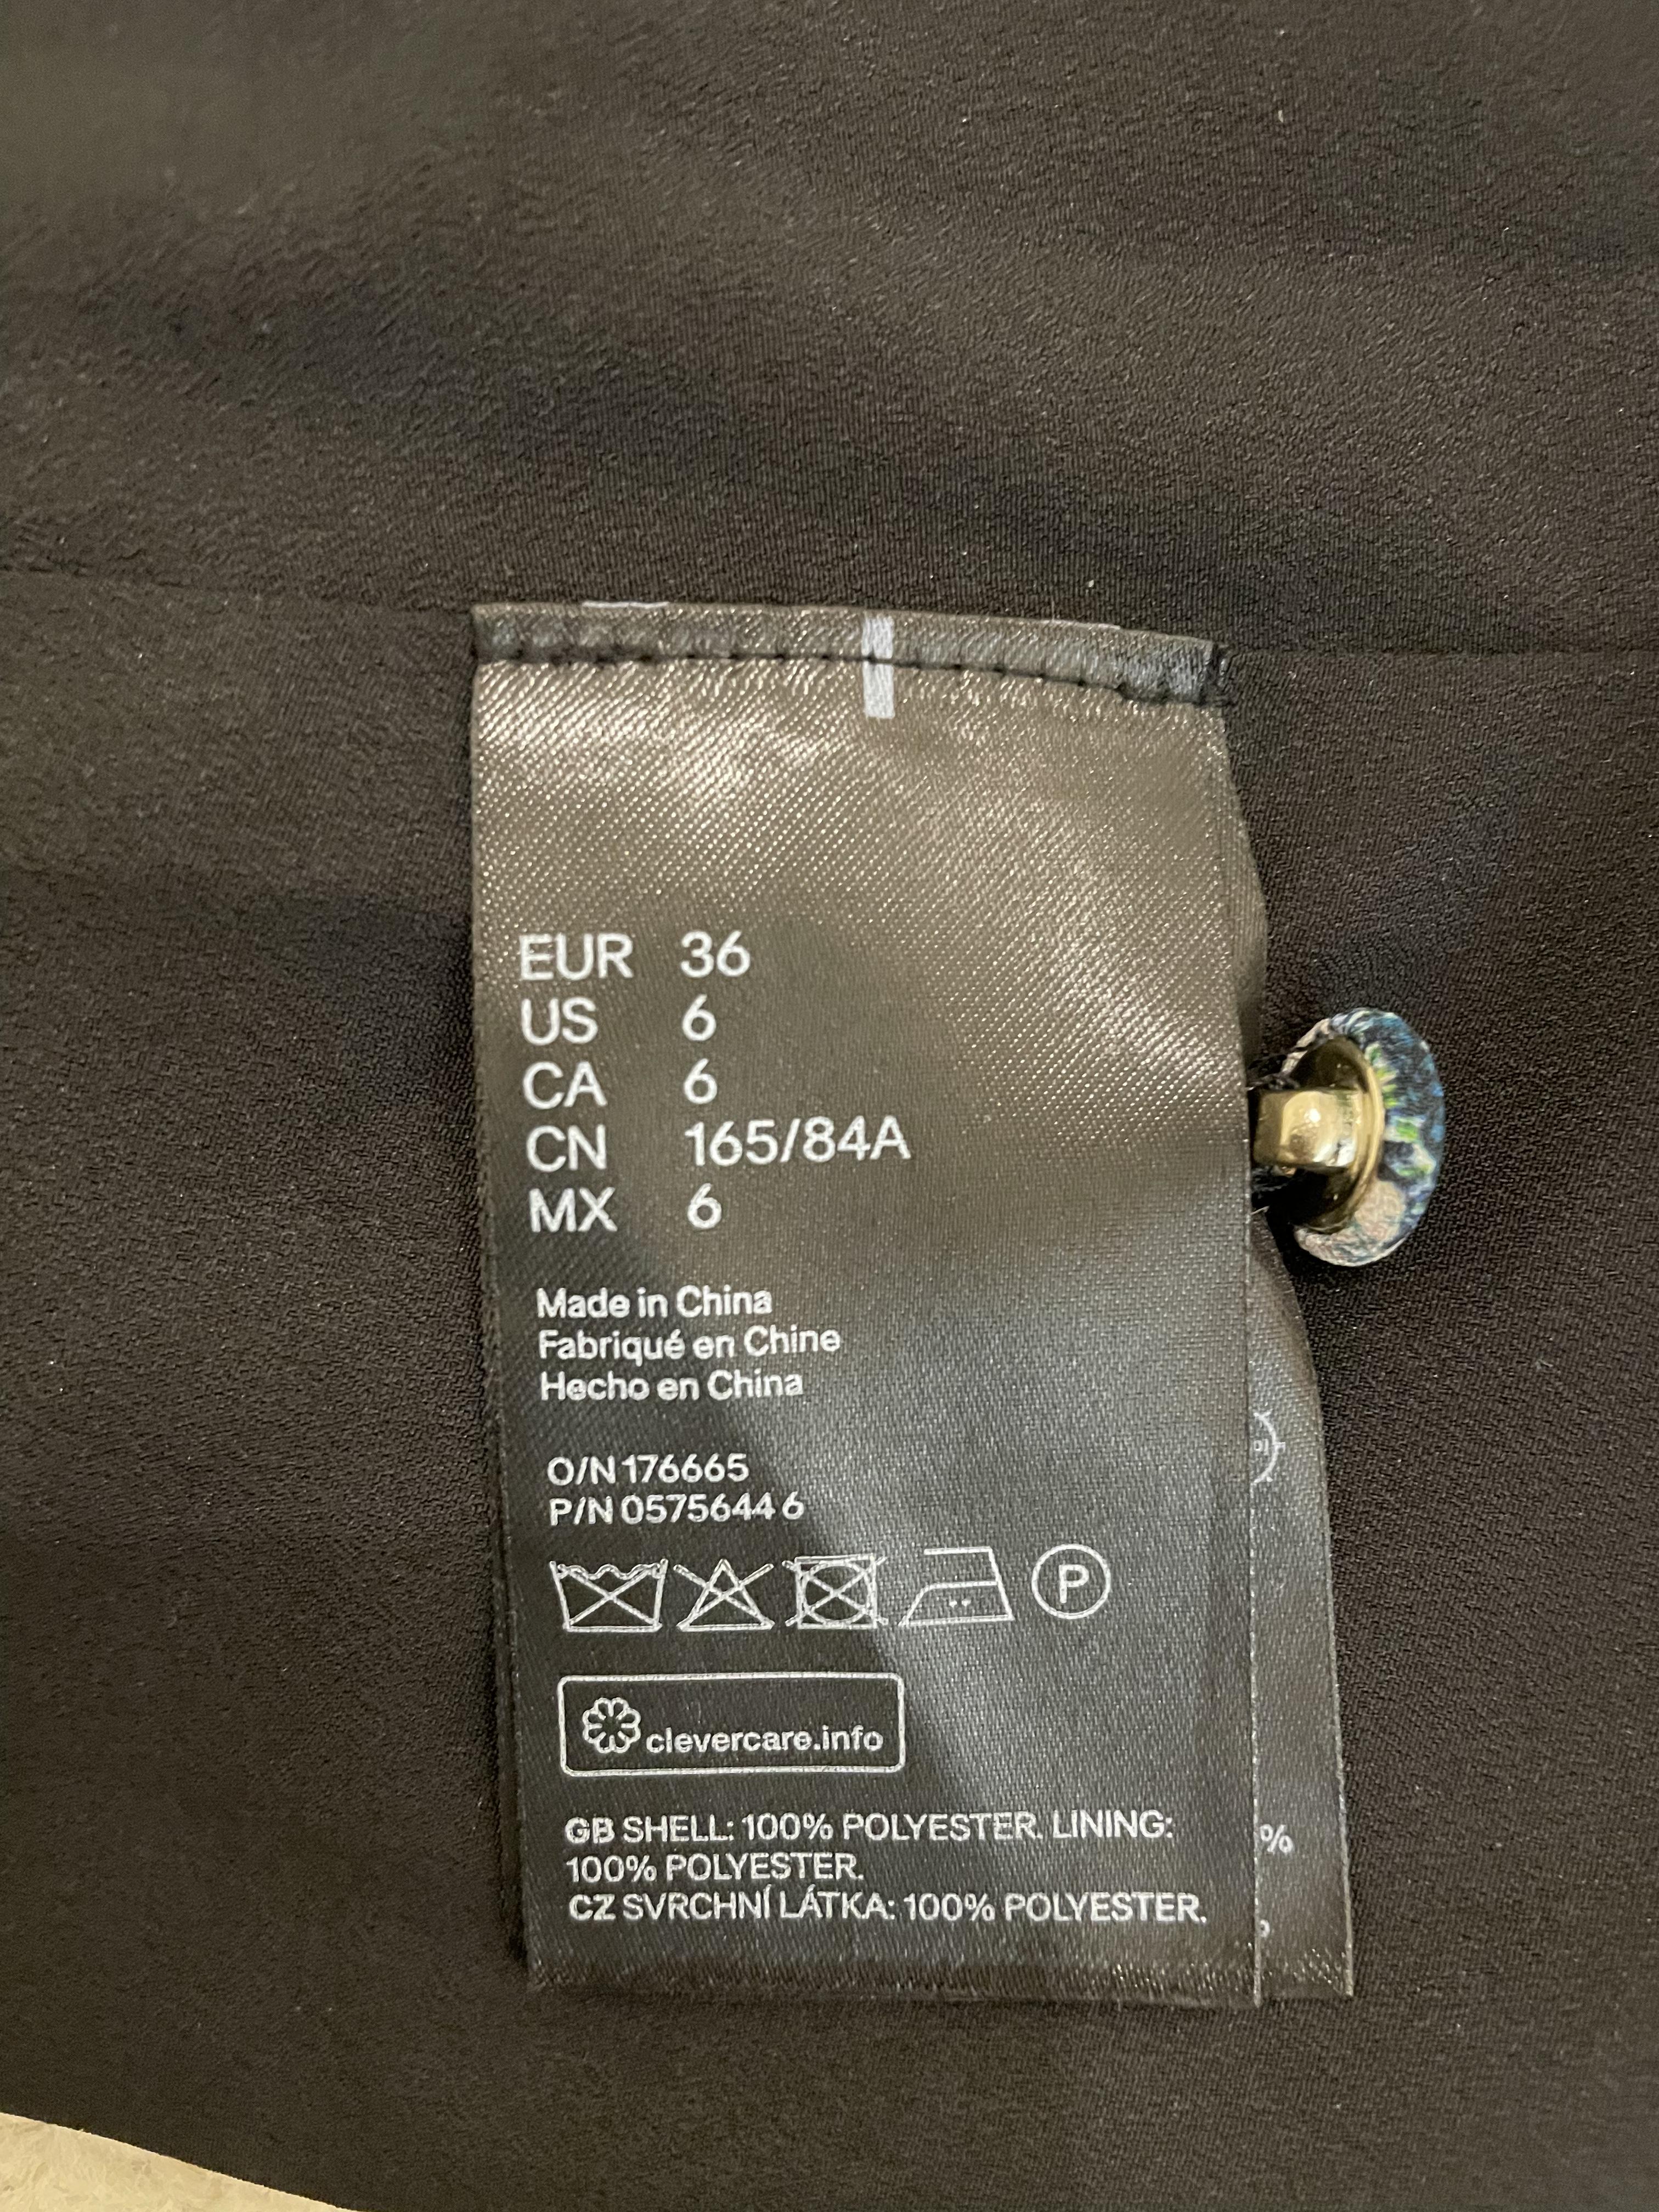 EUR 36
US 6
CA 6
CN 165/84A
MX 6
Made in China
Fabriqué en Chine
Hecho en China
O/N 176665
P/N 0575644 6
P
clevercare.info
GB SHELL: 100% POLYESTER. LINING:
100% POLYESTER.
CZ SVRCHNÍ LÁTKA: 100% POLYESTER.
%